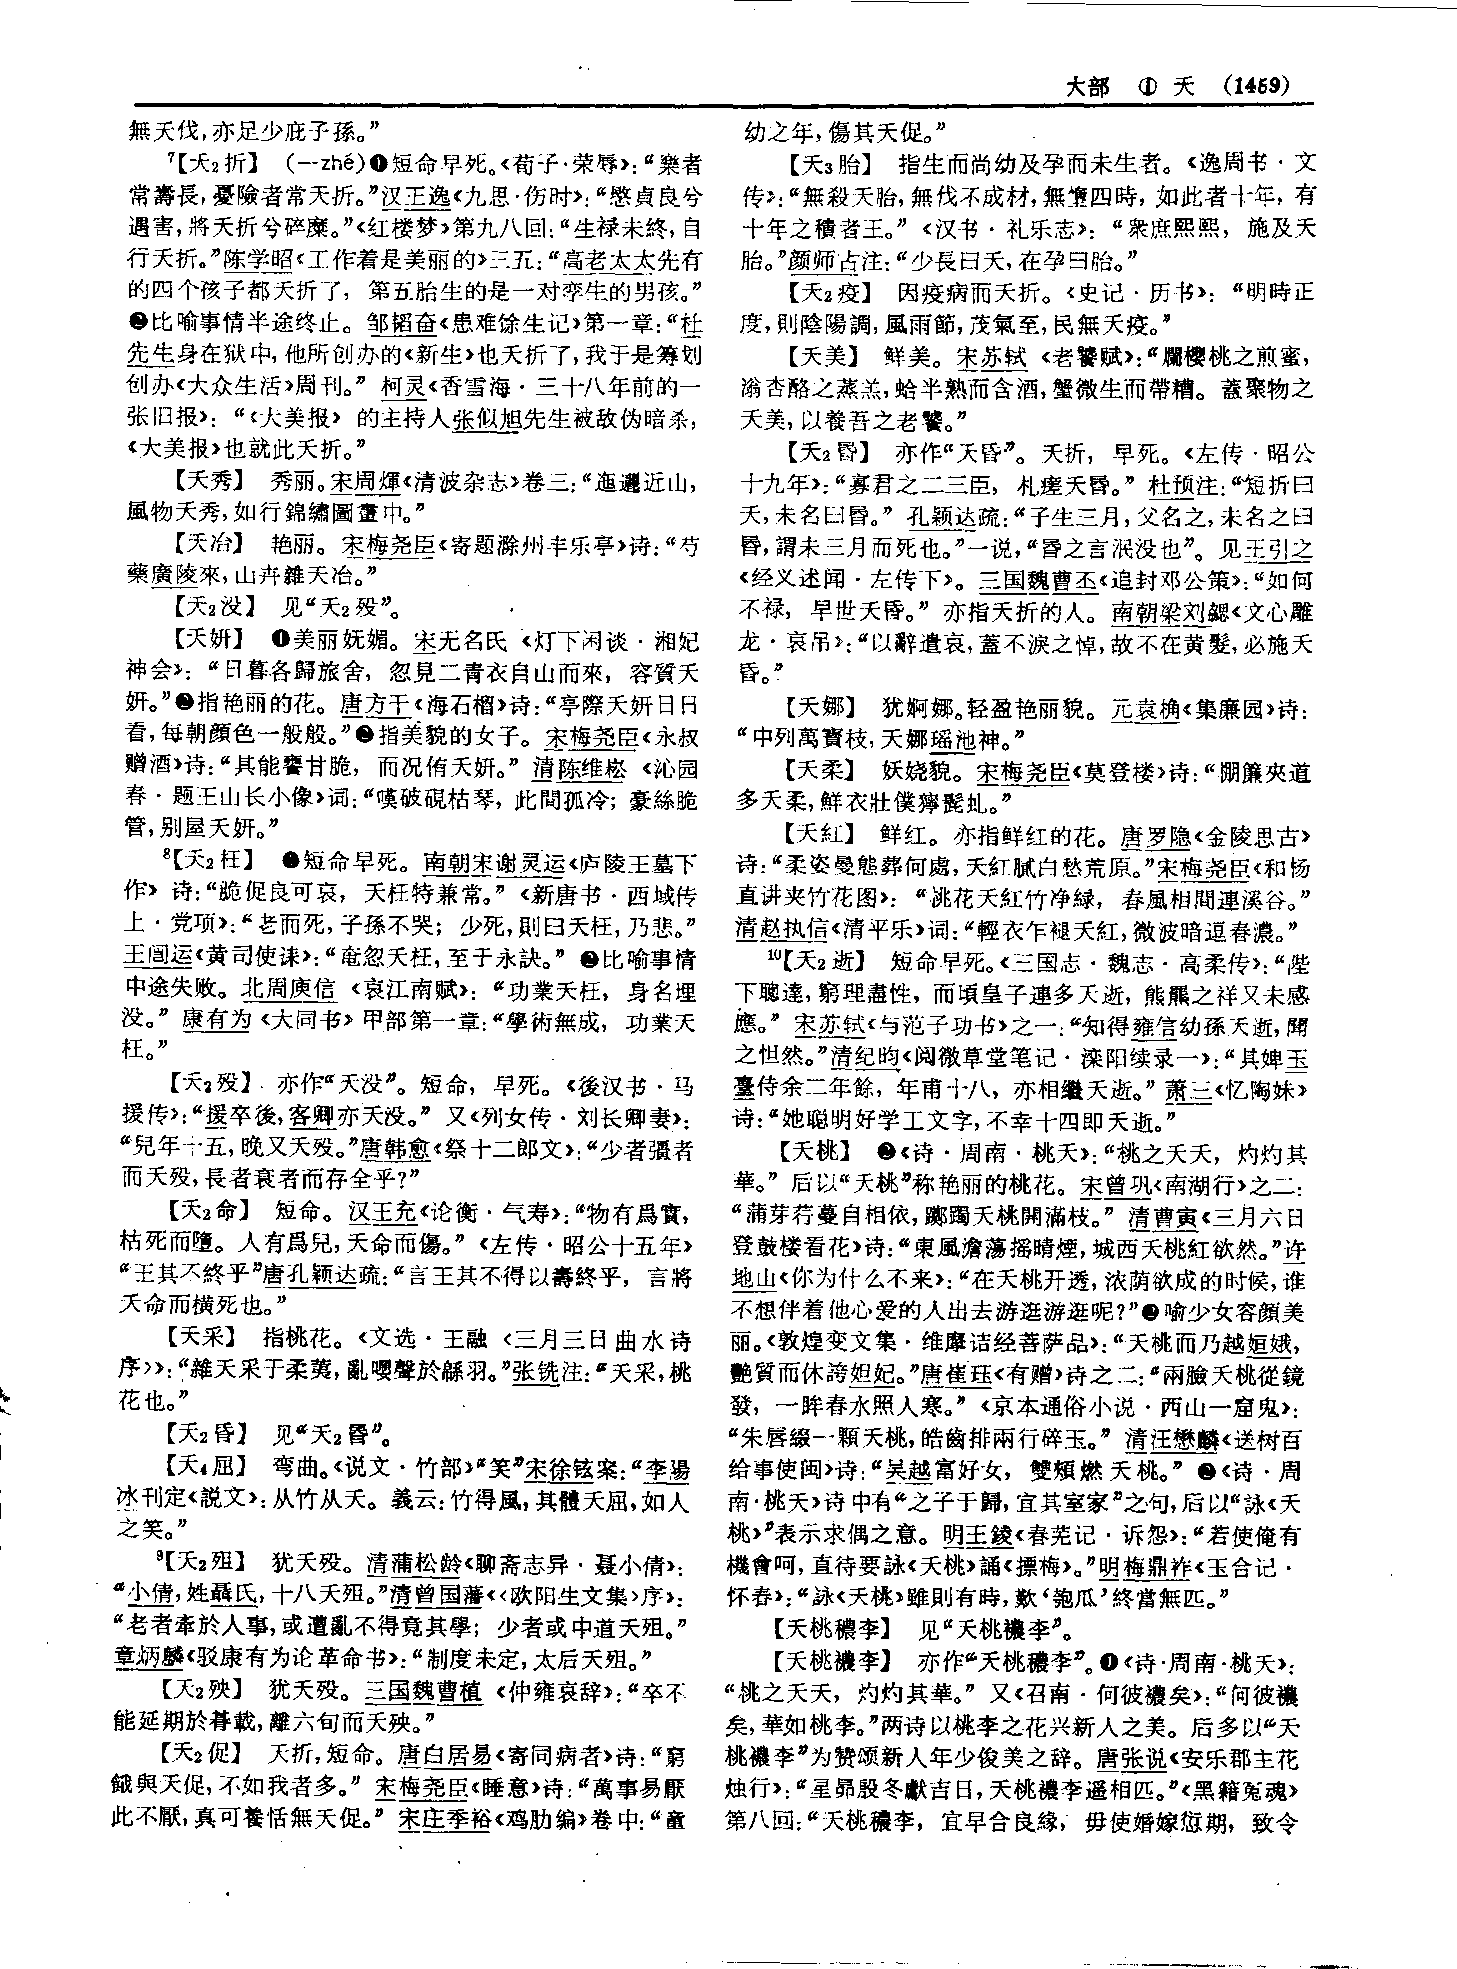 大部 ① 夭 (1459)
無夭伐，亦足少庇子孫。”
⁷【夭₂折】 (—zhé)❶短命早死。《荀子·荣辱》：“樂者
常壽長，憂險者常夭折。”汉王逸《九思·伤时》：“愍貞良兮
遇害，將夭折兮碎糜。”《红楼梦》第九八回：“生禄未終，自
行夭折。”陈学昭《工作着是美丽的》三五：“高老太太先有
的四个孩子都夭折了，第五胎生的是一对孪生的男孩。”
❷比喻事情半途终止。邹韬奋《患难馀生记》第一章：“杜
先生身在狱中，他所创办的《新生》也夭折了，我于是筹划
创办《大众生活》周刊。” 柯灵《香雪海·三十八年前的一
张旧报》：“《大美报》 的主持人张似旭先生被敌伪暗杀，
《大美报》也就此夭折。”
【夭秀】 秀丽。宋周煇《清波杂志》卷三：“迤邐近山，
風物夭秀，如行錦繡圖畫中。”
【夭冶】 艳丽。宋梅尧臣《寄题滁州丰乐亭》诗：“芍
藥廣陵來，山卉雜夭冶。”
【夭₂没】 见“夭₂殁”。
【夭妍】 ❶美丽妩媚。宋无名氏《灯下闲谈·湘妃
神会》：“日暮各歸旅舍，忽見二青衣自山而來，容質夭
妍。”❷指艳丽的花。唐方干《海石榴》诗：“亭際夭妍日日
看，每朝顔色一般般。”❸指美貌的女子。宋梅尧臣《永叔
赠酒》诗：“其能饗甘脆，而况侑夭妍。” 清陈维崧《沁园
春·题王山长小像》词：“嘆破硯枯琴，此間孤冷；豪絲脆
管，别屋夭妍。”
⁸【夭₂枉】 ❶短命早死。南朝宋谢灵运《庐陵王墓下
作》诗：“脆促良可哀，夭枉特兼常。”《新唐书·西域传
上·党项》：“老而死，子孫不哭；少死，則曰夭枉，乃悲。”
王闿运《黄司使诔》：“奄忽夭枉，至于永訣。” ❷比喻事情
中途失败。北周庾信《哀江南赋》：“功業夭枉，身名埋
没。” 康有为《大同书》甲部第一章：“學術無成，功業夭
枉。”
【夭₂殁】 亦作“夭没”。短命，早死。《後汉书·马
援传》：“援卒後，客卿亦夭没。” 又《列女传·刘长卿妻》：
“兒年十五，晚又夭殁。”唐韩愈《祭十二郎文》：“少者彊者
而夭殁，長者衰者而存全乎？”
【夭₂命】 短命。汉王充《论衡·气寿》：“物有爲實，
枯死而墮。人有爲兒，夭命而傷。”《左传·昭公十五年》
“王其不終乎”唐孔颖达疏：“言王其不得以壽終乎，言將
夭命而横死也。”
【夭采】 指桃花。《文选·王融〈三月三日曲水诗
序〉》：“雜夭采于柔荑，亂嚶聲於緜羽。”张铣注：“夭采，桃
花也。”
【夭₂昏】 见“夭₂昬”。
【夭₄屈】 弯曲。《说文·竹部》“笑”宋徐铉案：“李陽
冰刊定《説文》：从竹从夭。義云：竹得風，其體夭屈，如人
之笑。”
⁹【夭₂殂】 犹夭殁。清蒲松龄《聊斋志异·聂小倩》：
“小倩，姓聶氏，十八夭殂。”清曾国藩《〈欧阳生文集〉序》：
“老者牽於人事，或遭亂不得竟其學；少者或中道夭殂。”
章炳麟《驳康有为论革命书》：“制度未定，太后夭殂。”
【夭₂殃】 犹夭殁。三国魏曹植《仲雍哀辞》：“卒不
能延期於朞載，離六旬而夭殃。”
【夭₂促】 夭折，短命。唐白居易《寄同病者》诗：“窮
餓與夭促，不如我者多。” 宋梅尧臣《睡意》诗：“萬事易厭
此不厭，真可養恬無夭促。” 宋庄季裕《鸡肋编》卷中：“童
幼之年，傷其夭促。”
【夭₃胎】 指生而尚幼及孕而未生者。《逸周书·文
传》：“無殺夭胎，無伐不成材，無墮四時，如此者十年，有
十年之積者王。”《汉书·礼乐志》：“衆庶熙熙，施及夭
胎。”颜师古注：“少長曰夭，在孕曰胎。”
【夭₂疫】 因疫病而夭折。《史记·历书》：“明時正
度，則陰陽調，風雨節，茂氣至，民無夭疫。”
【夭美】 鲜美。宋苏轼《老饕赋》：“爛櫻桃之煎蜜，
滃杏酪之蒸羔，蛤半熟而含酒，蟹微生而帶糟。蓋聚物之
夭美，以養吾之老饕。”
【夭₂昬】 亦作“夭昏”。夭折，早死。《左传·昭公
十九年》：“寡君之二三臣，札瘥夭昬。” 杜预注：“短折曰
夭，未名曰昬。” 孔颖达疏：“子生三月，父名之，未名之曰
昬，謂未三月而死也。”一说，“昬之言泯没也”。见王引之
《经义述闻·左传下》。三国魏曹丕《追封邓公策》：“如何
不禄，早世夭昏。” 亦指夭折的人。南朝梁刘勰《文心雕
龙·哀吊》：“以辭遣哀，蓋不淚之悼，故不在黄髮，必施夭
昏。”
【夭娜】 犹婀娜。轻盈艳丽貌。元袁桷《集廉园》诗：
“中列萬寶枝，夭娜瑶池神。”
【夭柔】 妖娆貌。宋梅尧臣《莫登楼》诗：“棚簾夾道
多夭柔，鮮衣壯僕獰髭虬。”
【夭紅】 鲜红。亦指鲜红的花。唐罗隐《金陵思古》
诗：“柔姿曼態葬何處，夭紅膩白愁荒原。”宋梅尧臣《和杨
直讲夹竹花图》：“桃花夭紅竹净緑，春風相間連溪谷。”
清赵执信《清平乐》词：“輕衣乍褪夭紅，微波暗逗春濃。”
¹⁰【夭₂逝】 短命早死。《三国志·魏志·高柔传》：“陛
下聰達，窮理盡性，而頃皇子連多夭逝，熊羆之祥又未感
應。” 宋苏轼《与范子功书》之一：“知得雍信幼孫夭逝，聞
之怛然。”清纪昀《阅微草堂笔记·滦阳续录一》：“其婢玉
臺侍余二年餘，年甫十八，亦相繼夭逝。” 萧三《忆陶妹》
诗：“她聪明好学工文字，不幸十四即夭逝。”
【夭桃】 ❶《诗·周南·桃夭》：“桃之夭夭，灼灼其
華。” 后以“夭桃”称艳丽的桃花。宋曾巩《南湖行》之二：
“蒲芽荇蔓自相依，躑躅夭桃開滿枝。” 清曹寅《三月六日
登鼓楼看花》诗：“東風澹蕩摇晴煙，城西夭桃紅欲然。”许
地山《你为什么不来》：“在夭桃开透，浓荫欲成的时候，谁
不想伴着他心爱的人出去游逛游逛呢？”❷喻少女容颜美
丽。《敦煌变文集·维摩诘经菩萨品》：“夭桃而乃越姮娥，
艷質而休誇妲妃。”唐崔珏《有赠》诗之二：“兩臉夭桃從鏡
發，一眸春水照人寒。”《京本通俗小说·西山一窟鬼》：
“朱唇綴一顆夭桃，皓齒排兩行碎玉。” 清汪懋麟《送树百
给事使闽》诗：“吴越富好女，雙頰燃夭桃。” ❸《诗·周
南·桃夭》诗中有“之子于歸，宜其室家”之句，后以“詠《夭
桃》”表示求偶之意。明王錂《春芜记·诉怨》：“若使俺有
機會呵，直待要詠《夭桃》誦《摽梅》。”明梅鼎祚《玉合记·
怀春》：“詠《夭桃》雖則有時，歎‘匏瓜’終當無匹。”
【夭桃穠李】 见“夭桃襛李”。
【夭桃襛李】 亦作“夭桃穠李”。❶《诗·周南·桃夭》：
“桃之夭夭，灼灼其華。” 又《召南·何彼襛矣》：“何彼襛
矣，華如桃李。”两诗以桃李之花兴新人之美。后多以“夭
桃襛李”为赞颂新人年少俊美之辞。唐张说《安乐郡主花
烛行》：“星昴殷冬獻吉日，夭桃襛李遥相匹。”《黑籍冤魂》
第八回：“夭桃穠李，宜早合良緣，毋使婚嫁愆期，致令